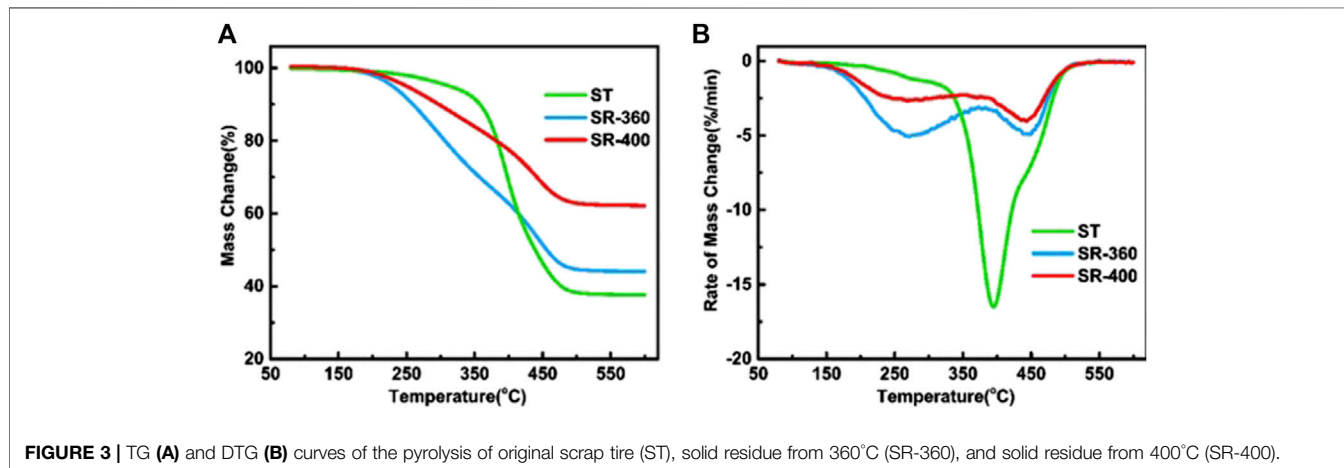 A
B
100
80
60
40
20
50
150
250
350
450
550
Mass Change(%)
Temperature(°C)
ST
SR-360
SR-400
0
-5
-10
-15
-20
50
150
250
350
450
550
Rate of Mass Change(%/min)
Temperature(°C)
ST
SR-360
SR-400
FIGURE 3 | TG (A) and DTG (B) curves of the pyrolysis of original scrap tire (ST), solid residue from 360°C (SR-360), and solid residue from 400°C (SR-400).